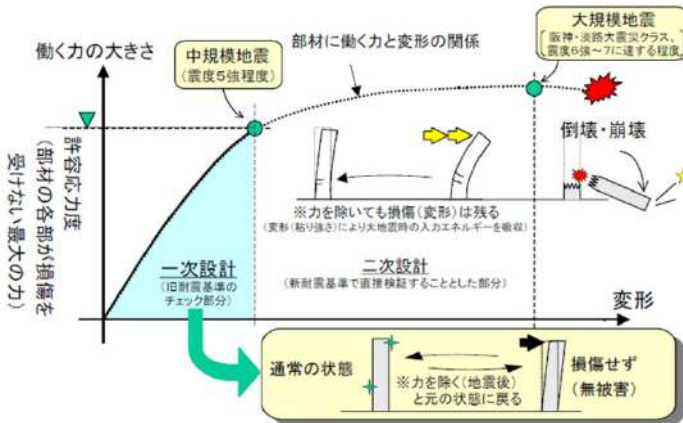 働く力の大きさ
中規模地震
(震度5強程度)
部材に働く力と変形の関係
大規模地震
阪神・淡路大震災クラス、
震度6強~7に達する程度
許容応力度
(部材の各部が損傷を
受けない最大の力)
倒壊・崩壊
※力を除いても損傷(変形)は残る
(変形(粘り強さ)により大地震時の入力エネルギーを吸収)
一次設計
(旧耐震基準の
チェック部分)
二次設計
(新耐震基準で直接検証することとした部分)
変形
通常の状態
※力を除く(地震後)
と元の状態に戻る
損傷せず
(無被害)